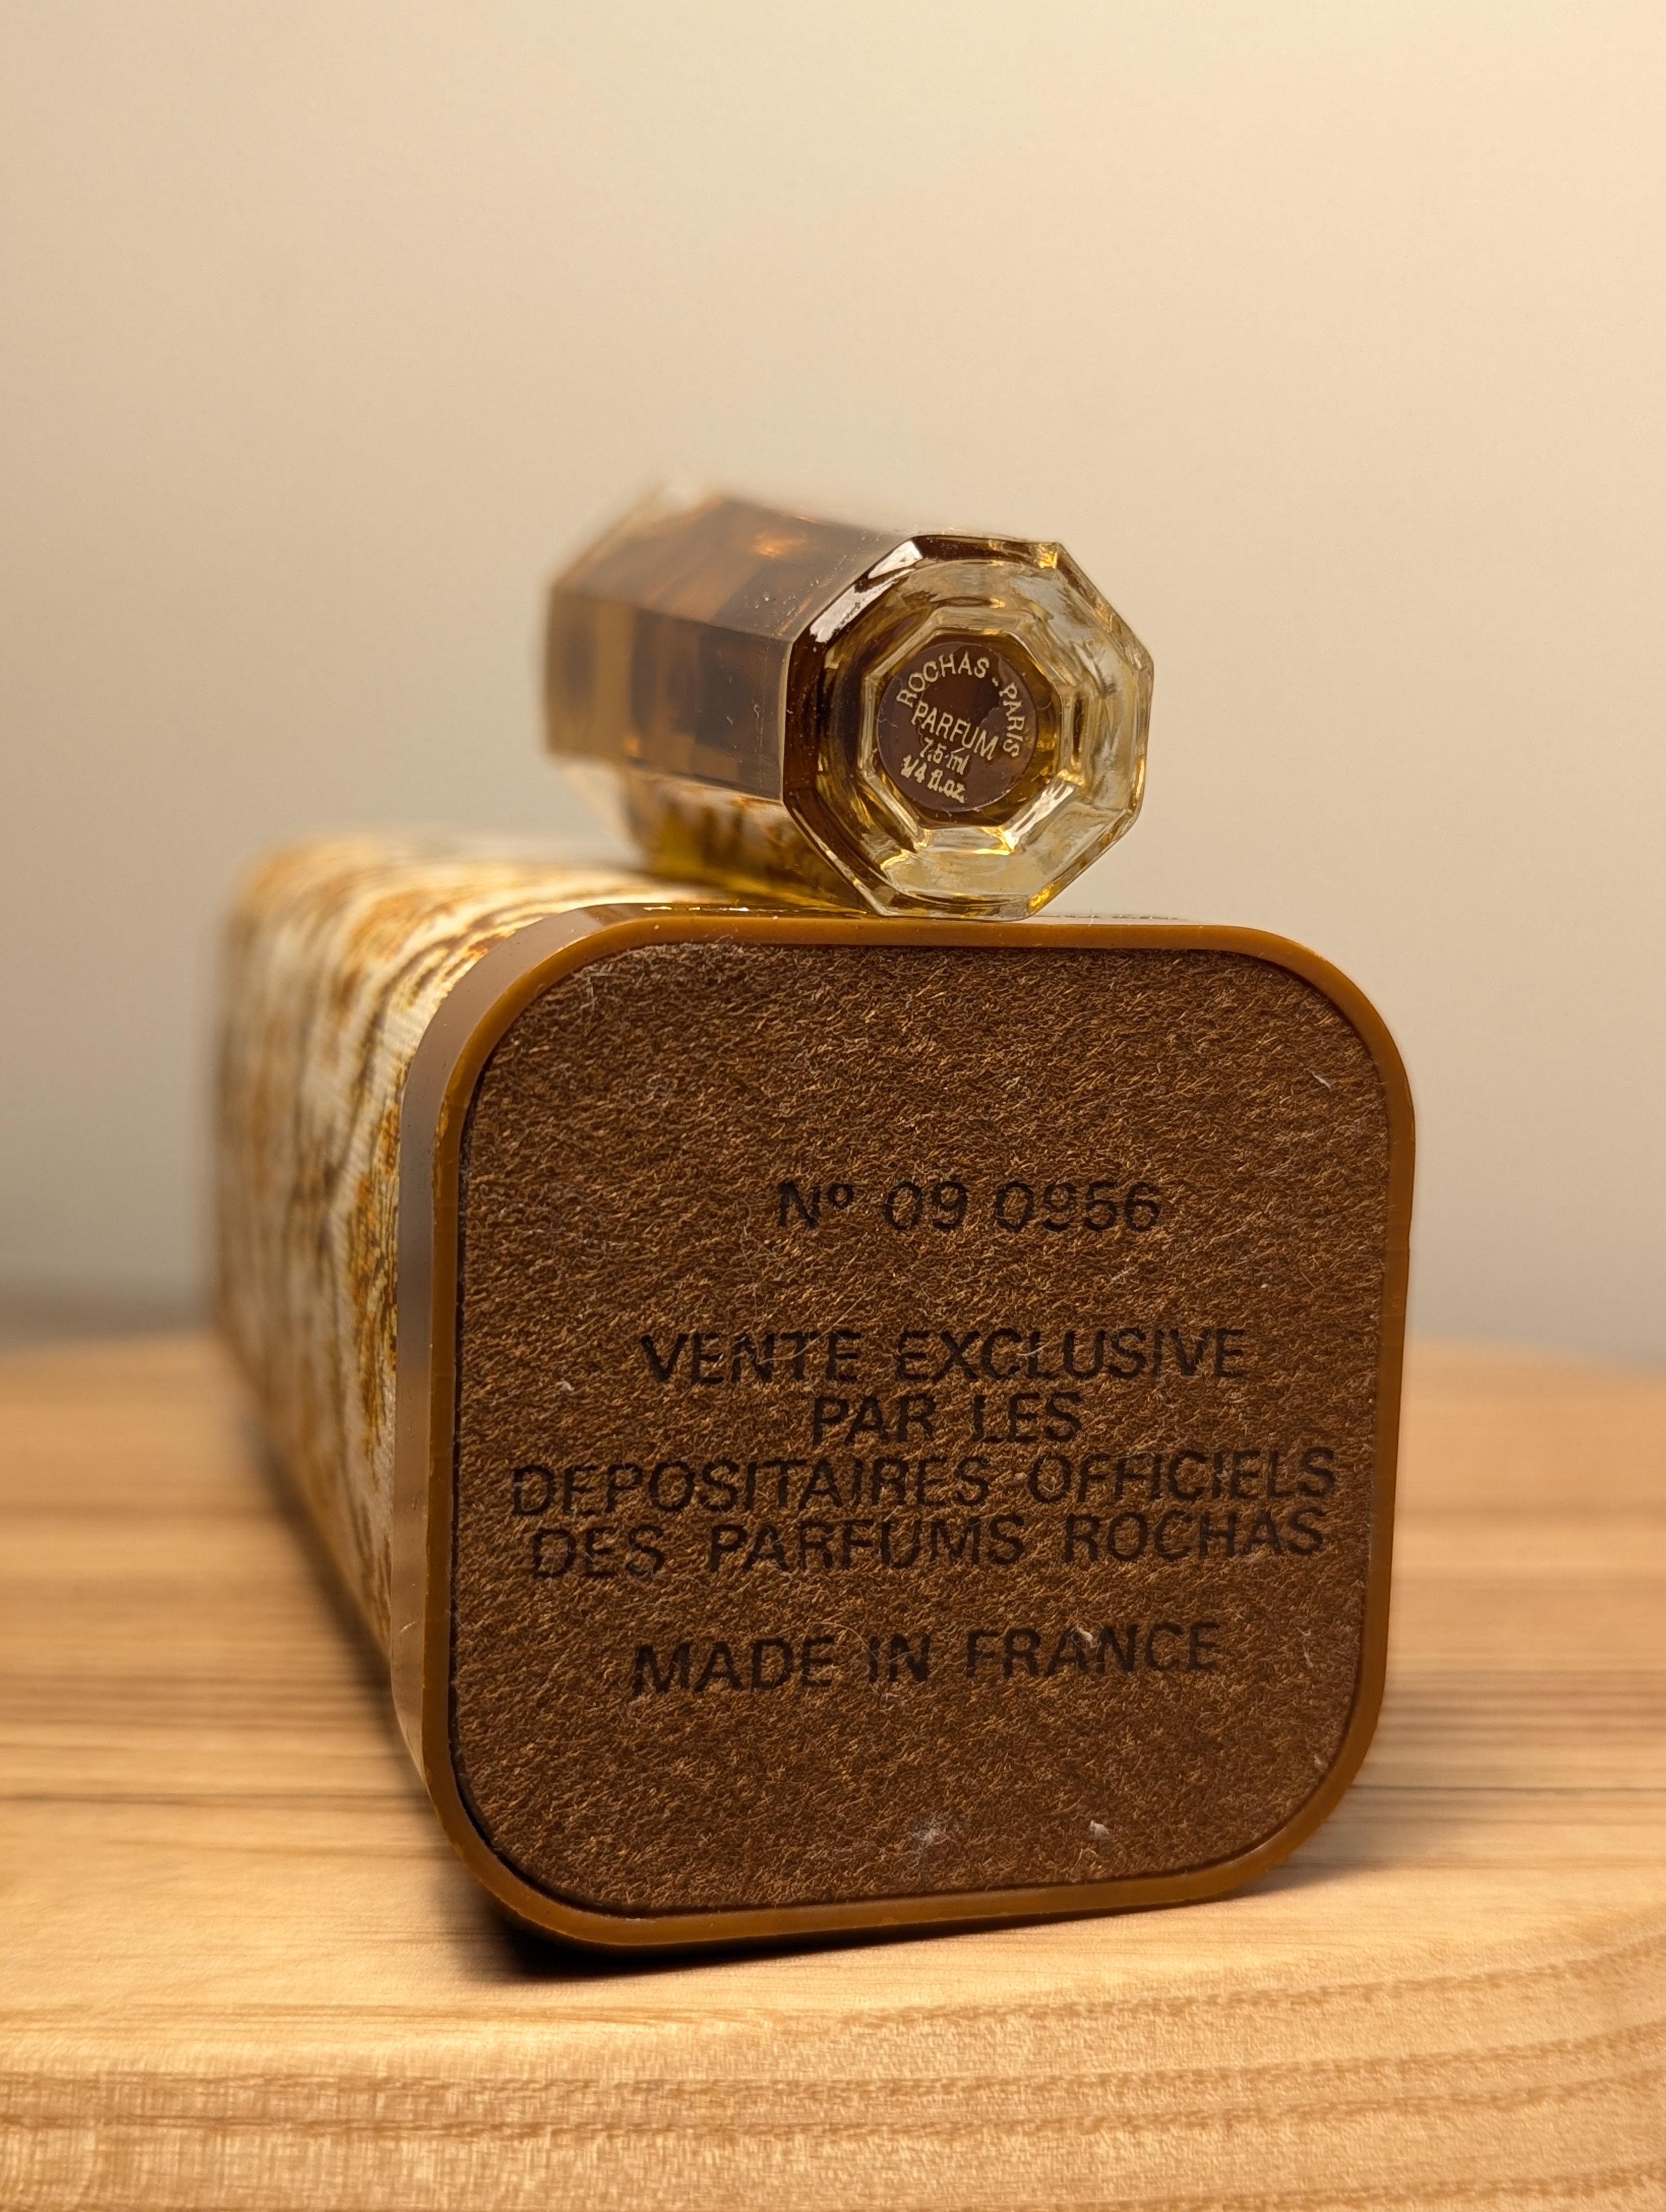 ROCHAS - PARIS
PARFUM
7.5 ml
1/4 fl.oz.
Nº 09 0956
VENTE EXCLUSIVE
PAR LES
DEPOSITAIRES OFFICIELS
DES PARFUMS ROCHAS
MADE IN FRANCE